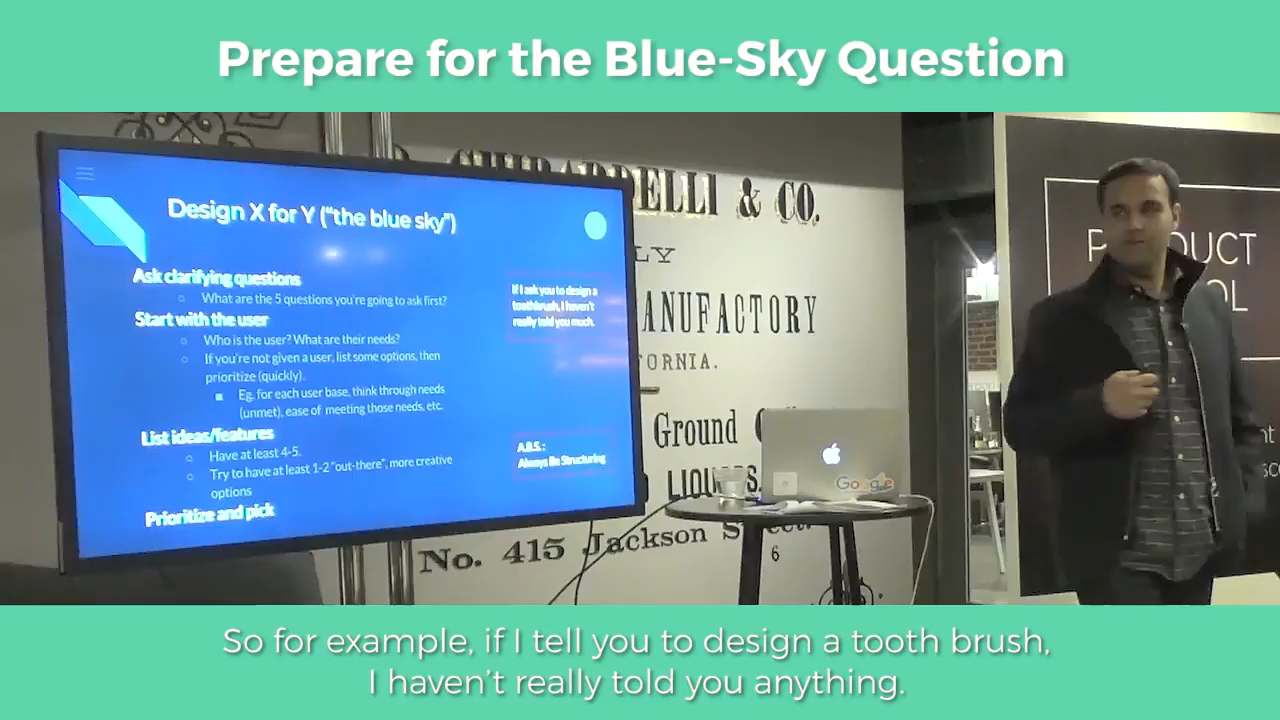 Prepare for the Blue-Sky Question
Design X for Y ("the blue sky")
Ask clarifying questions
What are the 5 questions you're going to ask first?
Start with the user
Who is the user? What are their needs?
If you're not given a user, list some options, then
prioritize (quickly).
Eg. for each user base, think through needs
(unmet), ease of meeting those needs, etc.
List ideas/features
Have at least 4-5.
Try to have at least 1-2 "out-there", more creative
options
Prioritize and pick
If I ask you to design a
toothbrush, I haven't
really told you much.
A.B.S.:
Always Be Structuring
& CO.
ANUFACTORY
Ground
No. 415 Jackson
6
Google
So for example, if I tell you to design a tooth brush,
I haven't really told you anything.